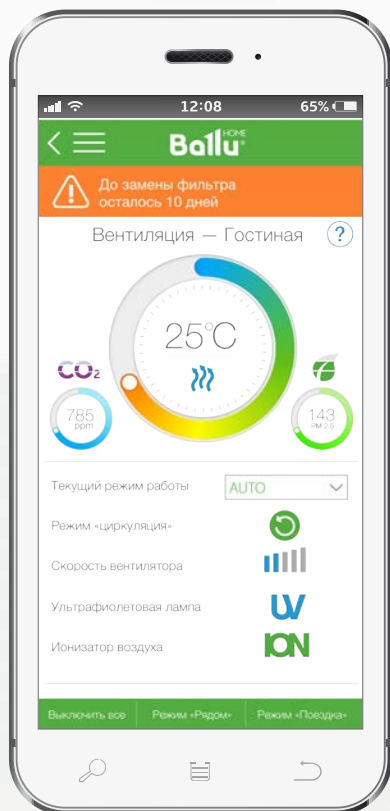 12:08
65%
HOME
Ballu®
До замены фильтра
осталось 10 дней
Вентиляция — Гостиная
?
25°C
CO₂
785
ppm
143
PM 2.5
Текущий режим работы
AUTO
Режим «циркуляция»
Скорость вентилятора
Ультрафиолетовая лампа
UV
Ионизатор воздуха
ION
Выключить все
Режим «Рядом»
Режим «Поездка»